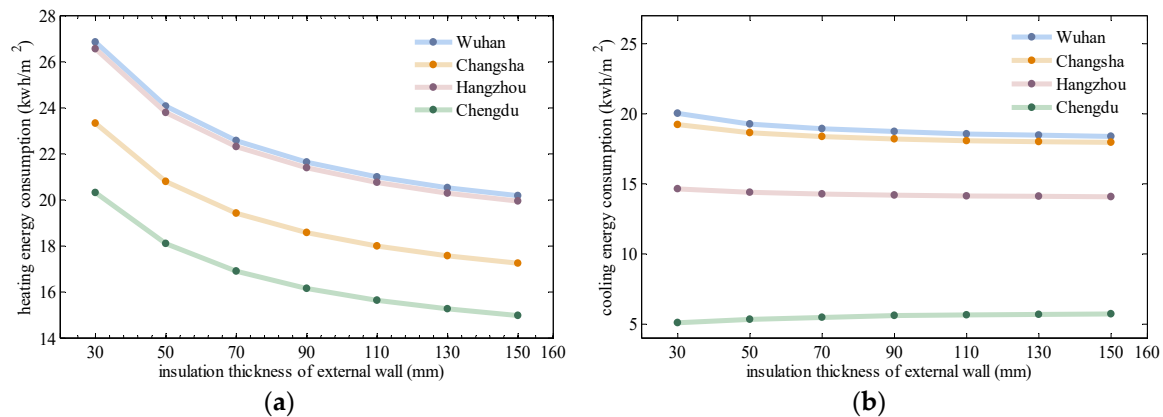 28
26
24
22
20
18
16
14
heating energy consumption (kwh/m 2)
Wuhan
Changsha
Hangzhou
Chengdu
30 50 70 90 110 130 150 160
insulation thickness of external wall (mm)
(a)
25
20
15
10
5
cooling energy consumption (kwh/m 2)
Wuhan
Changsha
Hangzhou
Chengdu
30 50 70 90 110 130 150 160
insulation thickness of external wall (mm)
(b)